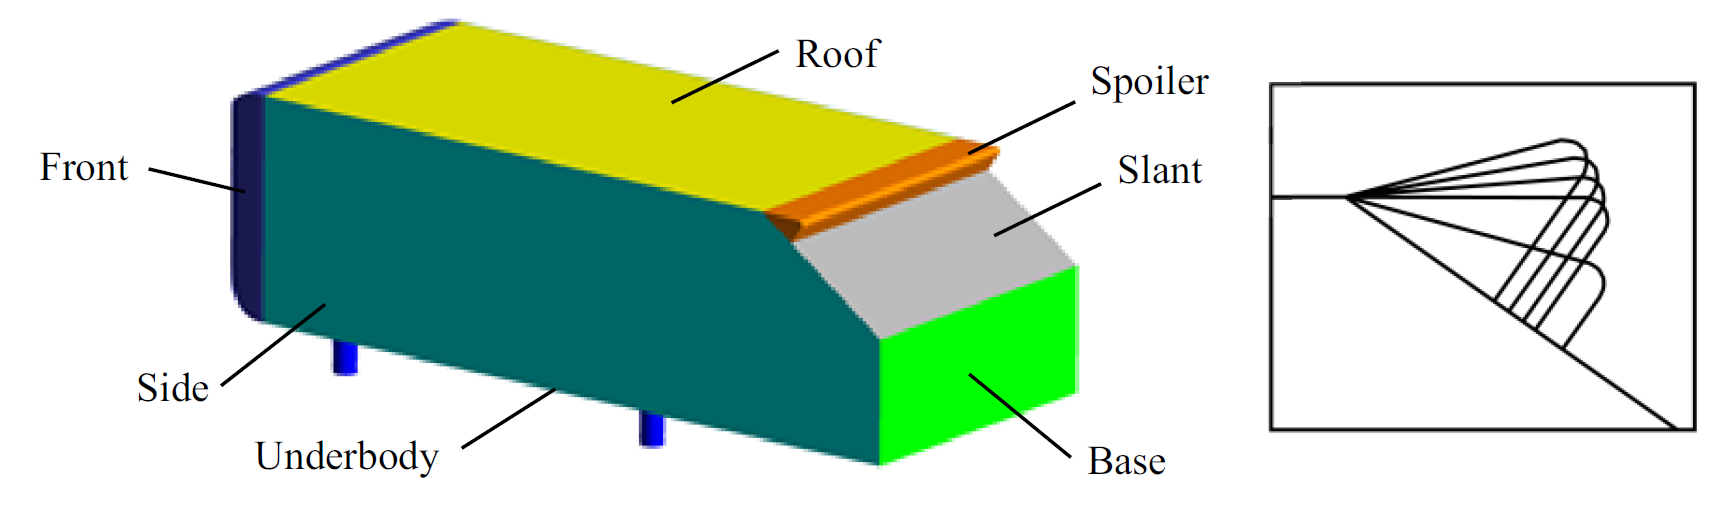 Roof
Spoiler
Front
Slant
Side
Underbody
Base